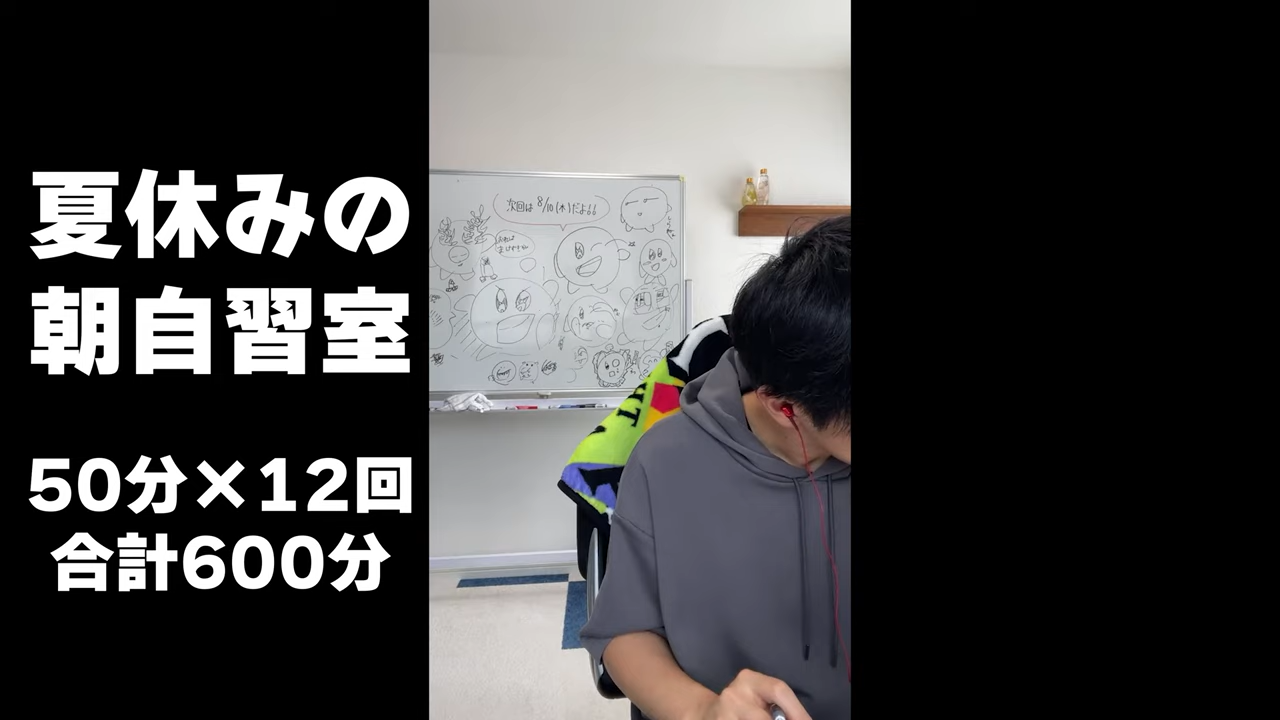 夏休みの
朝自習室
50分×12回
合計600分
次回は 8/10(木)だよ!!